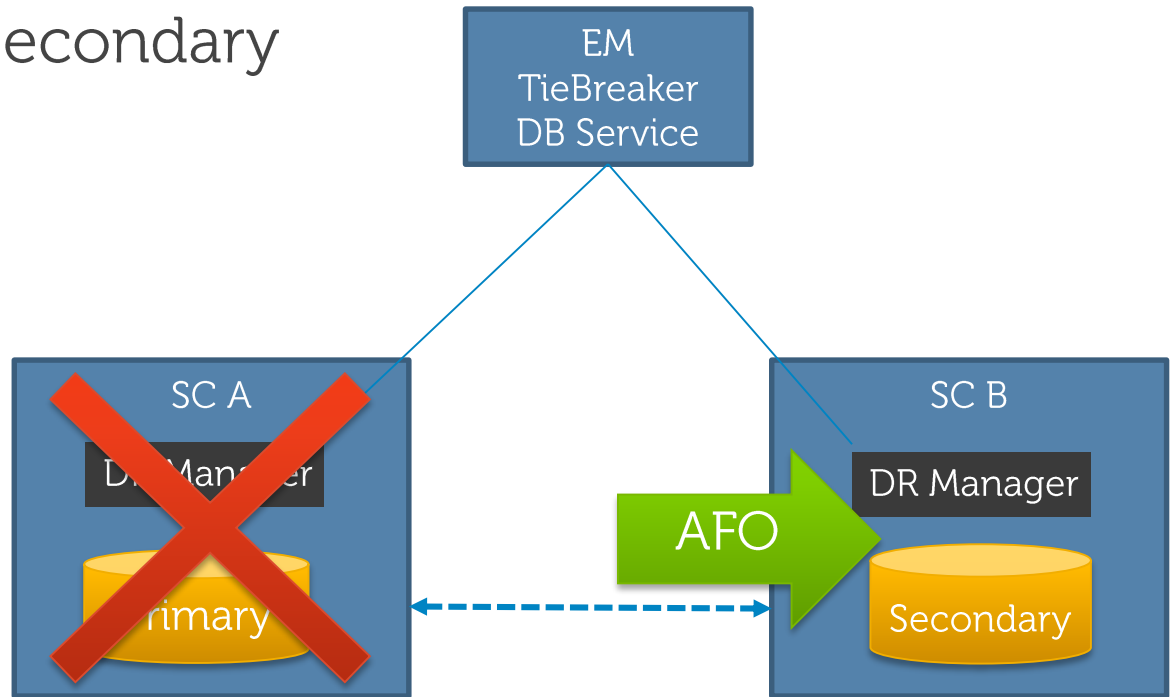 econdary
EM
TieBreaker
DB Service
SC A
SC B
DR Manager
AFO
Secondary